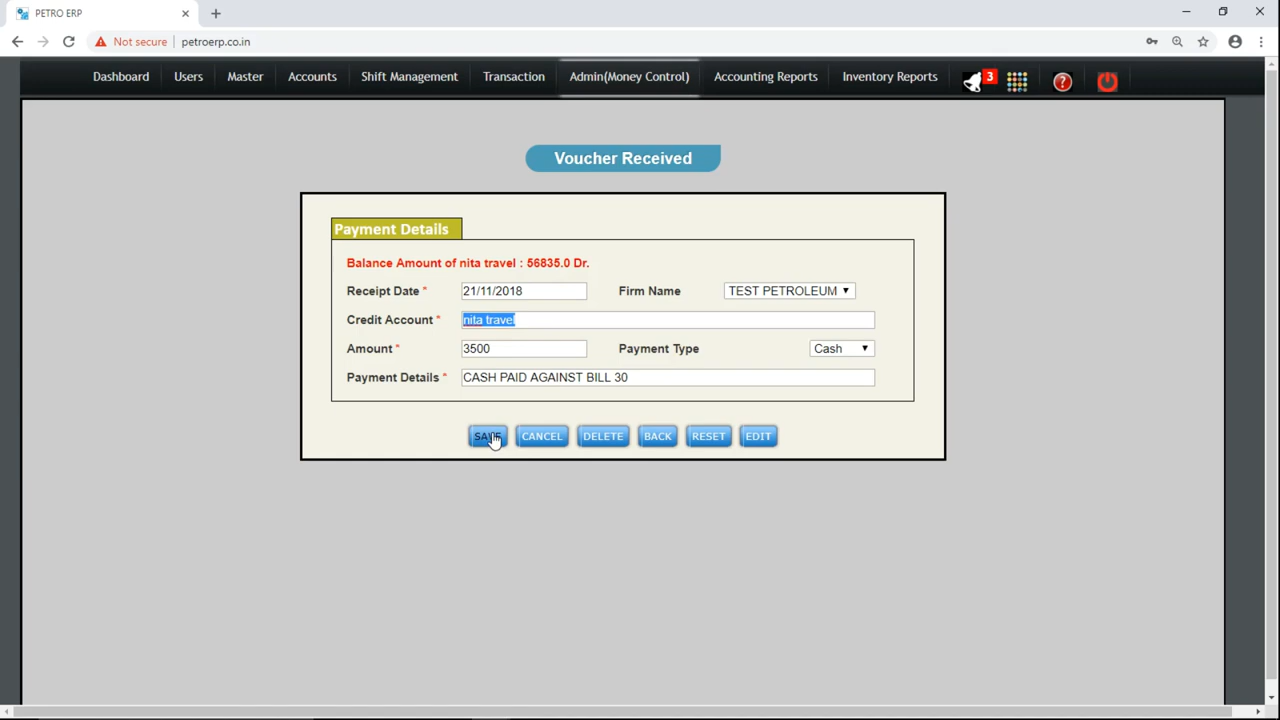 PETRO ERP
Not secure petroerp.co.in
Dashboard Users Master Accounts Shift Management Transaction Admin(Money Control) Accounting Reports Inventory Reports 3 ?
Voucher Received
Payment Details
Balance Amount of nita travel : 56835.0 Dr.
Receipt Date * 21/11/2018 Firm Name TEST PETROLEUM
Credit Account * nita travel
Amount * 3500 Payment Type Cash
Payment Details * CASH PAID AGAINST BILL 30
SAVE CANCEL DELETE BACK RESET EDIT